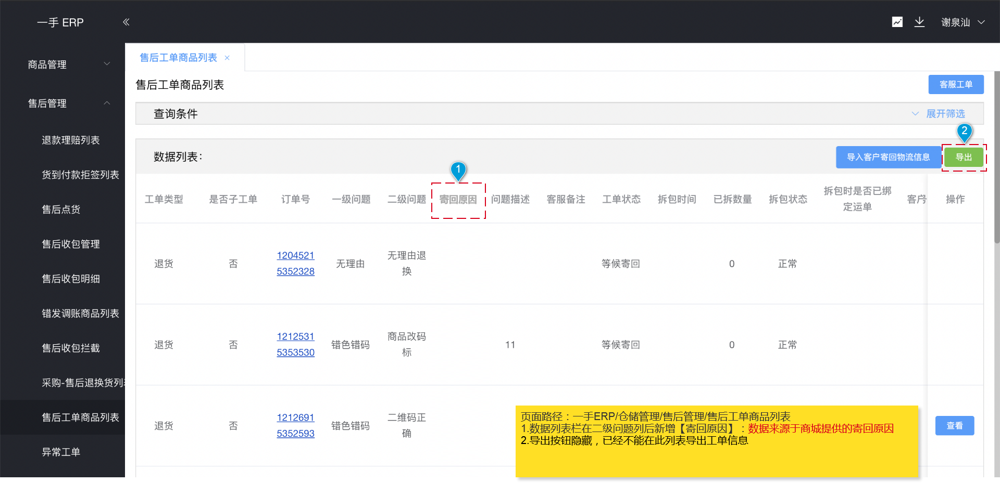 一手 ERP
谢泉汕
商品管理
售后管理
退款理赔列表
货到付款拒签列表
售后点货
售后收包管理
售后收包明细
错发调账商品列表
售后收包拦截
采购-售后退换货列
售后工单商品列表
异常工单
售后工单商品列表 ×
售后工单商品列表
客服工单
查询条件
展开筛选
2
数据列表：
导入客户寄回物流信息
导出
1
工单类型 是否子工单 订单号 一级问题 二级问题 寄回原因 问题描述 客服备注 工单状态 拆包时间 已拆数量 拆包状态 拆包时是否已绑
定运单 客户 操作
退货 否 1204521
5352328 无理由 无理由退
换 等候寄回 0 正常
退货 否 1212531
5353530 错色错码 商品改码
标 11 等候寄回 0 正常
退货 否 1212691
5352593 错色错码 二维码正
确 查看
页面路径：一手ERP/仓储管理/售后管理/售后工单商品列表
1.数据列表栏在二级问题列后新增【寄回原因】：数据来源于商城提供的寄回原因
2.导出按钮隐藏，已经不能在此列表导出工单信息